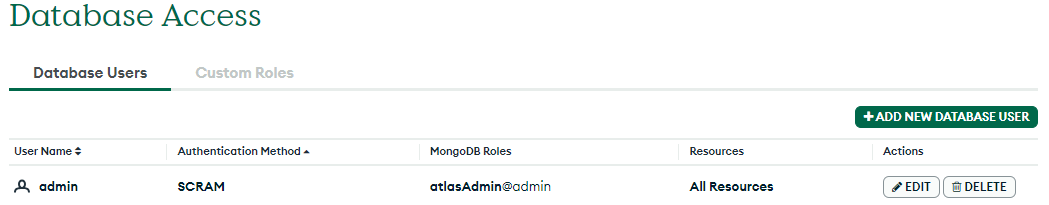 Database Access
Database Users Custom Roles
+ ADD NEW DATABASE USER
User Name Authentication Method MongoDB Roles Resources Actions
admin SCRAM atlasAdmin@admin All Resources EDIT DELETE